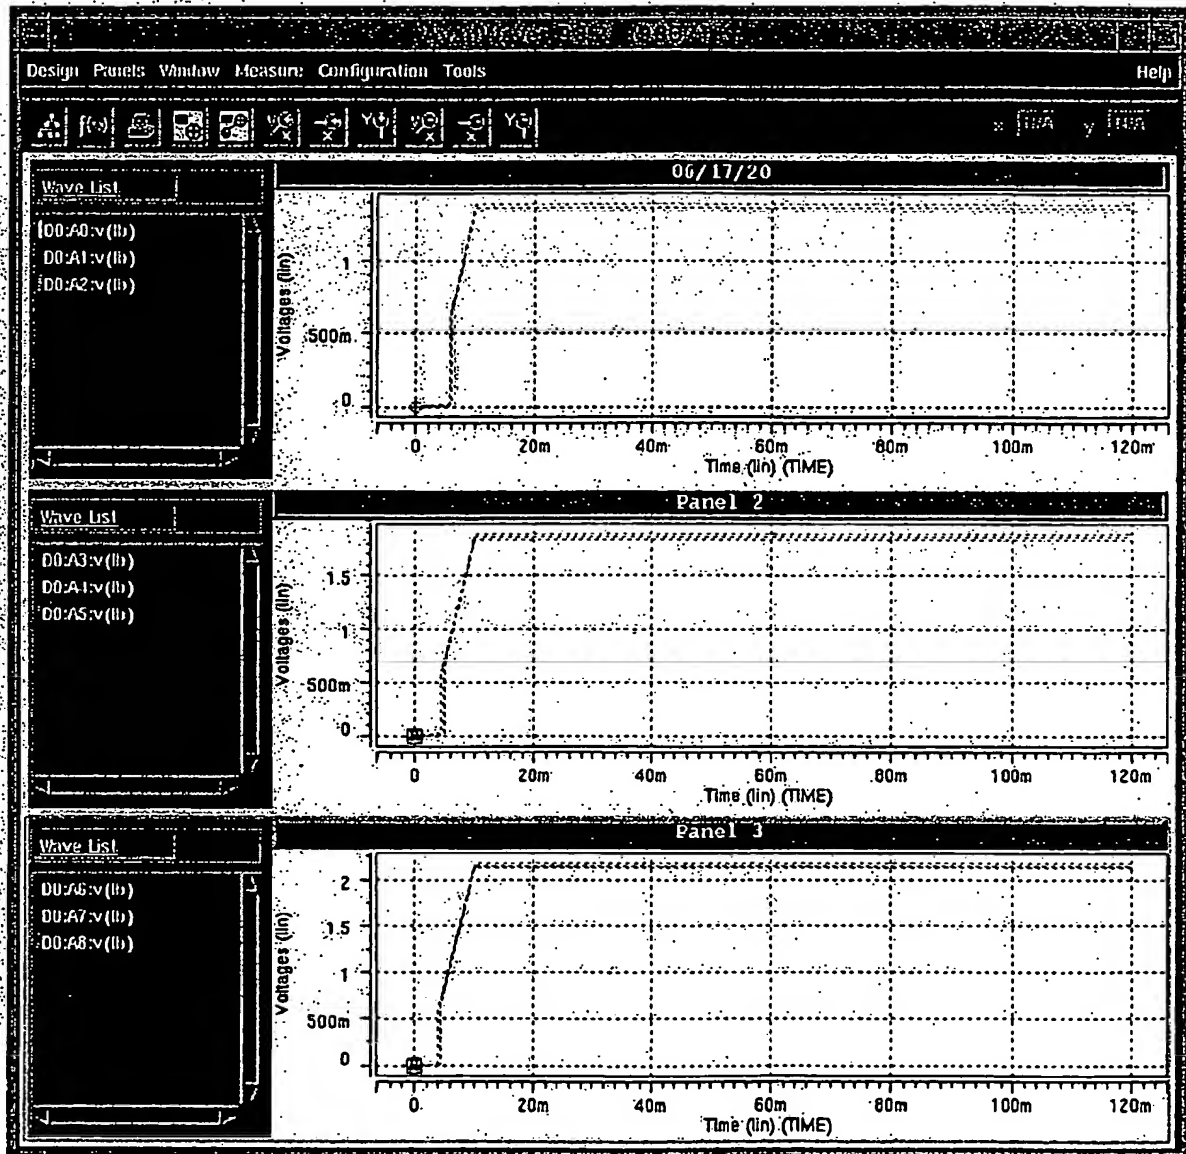 Design Panels Window Measure Configuration Tools Help
x N/A y N/A
Wave List
D0:A0:v(lb)
D0:A1:v(lb)
D0:A2:v(lb)
06/17/20
Voltages (lin)
1
500m
0
0 20m 40m 60m 80m 100m 120m
Time (lin) (TIME)
Wave List
D0:A3:v(lb)
D0:A4:v(lb)
D0:A5:v(lb)
Panel 2
Voltages (lin)
1.5
1
500m
0
0 20m 40m 60m 80m 100m 120m
Time (lin) (TIME)
Wave List
D0:A6:v(lb)
D0:A7:v(lb)
D0:A8:v(lb)
Panel 3
Voltages (lin)
2
1.5
1
500m
0
0 20m 40m 60m 80m 100m 120m
Time (lin) (TIME)